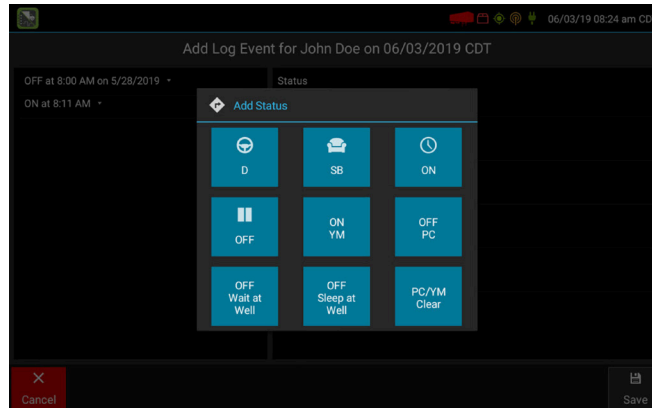 06/03/19 08:24 am CD
Add Log Event for John Doe on 06/03/2019 CDT
OFF at 8:00 AM on 5/28/2019
Status
ON at 8:11 AM
Add Status
D
SB
ON
OFF
ON
YM
OFF
PC
OFF
Wait at
Well
OFF
Sleep at
Well
PC/YM
Clear
Cancel
Save